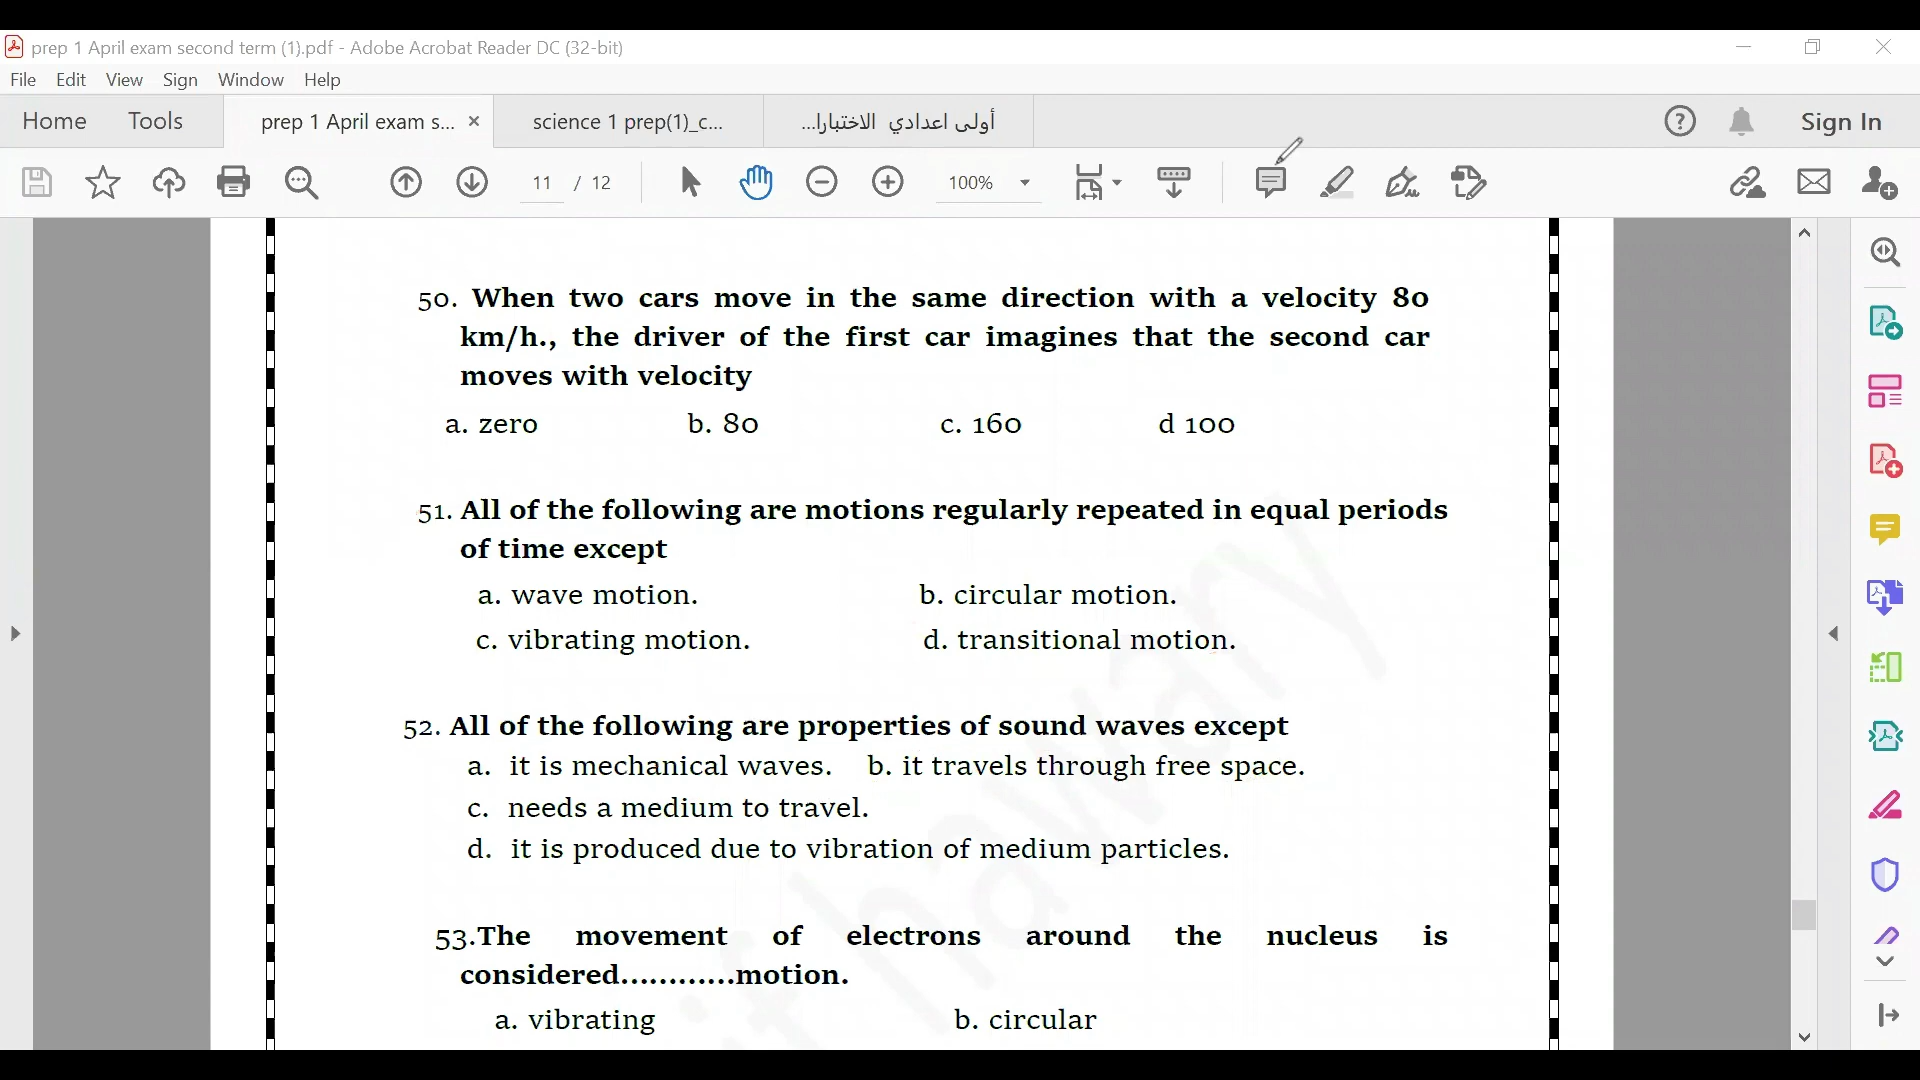 prep 1 April exam second term (1).pdf - Adobe Acrobat Reader DC (32-bit)
File Edit View Sign Window Help
Home Tools prep 1 April exam s... × science 1 prep(1)_c... أولى اعدادي الاختبارا... Sign In
11 / 12 100%
50. When two cars move in the same direction with a velocity 80
km/h., the driver of the first car imagines that the second car
moves with velocity
a. zero b. 80 c. 160 d 100
51. All of the following are motions regularly repeated in equal periods
of time except
a. wave motion. b. circular motion.
c. vibrating motion. d. transitional motion.
52. All of the following are properties of sound waves except
a. it is mechanical waves. b. it travels through free space.
c. needs a medium to travel.
d. it is produced due to vibration of medium particles.
53.The movement of electrons around the nucleus is
considered............motion.
a. vibrating b. circular
hawary